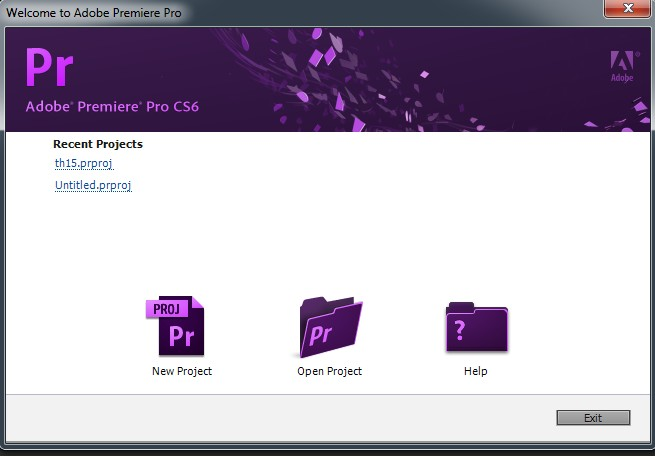 Welcome to Adobe Premiere Pro
Pr
Adobe
Adobe® Premiere® Pro CS6
Recent Projects
th15.prproj
Untitled.prproj
PROJ
Pr
Pr
?
New Project
Open Project
Help
Exit